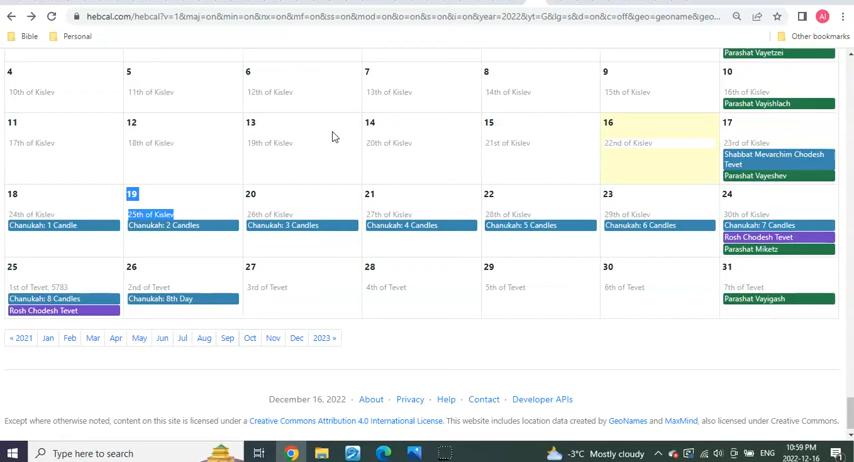 hebcal.com/hebcal?v=1&maj=on&min=on&nx=on&mf=on&ss=on&mod=on&o=on&s=on&i=on&year=2022&yt=G&lg=s&d=on&c=off&geo=geoname&geo...
AI
Bible Personal Other bookmarks
Parashat Vayetzei
4 5 6 7 8 9 10
10th of Kislev 11th of Kislev 12th of Kislev 13th of Kislev 14th of Kislev 15th of Kislev 16th of Kislev
Parashat Vayishlach
11 12 13 14 15 16 17
17th of Kislev 18th of Kislev 19th of Kislev 20th of Kislev 21st of Kislev 22nd of Kislev 23rd of Kislev
Shabbat Mevarchim Chodesh
Tevet
Parashat Vayeshev
18 19 20 21 22 23 24
24th of Kislev 25th of Kislev 26th of Kislev 27th of Kislev 28th of Kislev 29th of Kislev 30th of Kislev
Chanukah: 1 Candle Chanukah: 2 Candles Chanukah: 3 Candles Chanukah: 4 Candles Chanukah: 5 Candles Chanukah: 6 Candles Chanukah: 7 Candles
Rosh Chodesh Tevet
Parashat Miketz
25 26 27 28 29 30 31
1st of Tevet, 5783 2nd of Tevet 3rd of Tevet 4th of Tevet 5th of Tevet 6th of Tevet 7th of Tevet
Chanukah: 8 Candles Chanukah: 8th Day Parashat Vayigash
Rosh Chodesh Tevet
« 2021 Jan Feb Mar Apr May Jun Jul Aug Sep Oct Nov Dec 2023 »
December 16, 2022 · About · Privacy · Help · Contact · Developer APIs
Except where otherwise noted, content on this site is licensed under a Creative Commons Attribution 4.0 International License. This website includes location data created by GeoNames and MaxMind, also licensed under Creative Commons.
Type here to search -3°C Mostly cloudy ENG 10:59 PM
2022-12-16